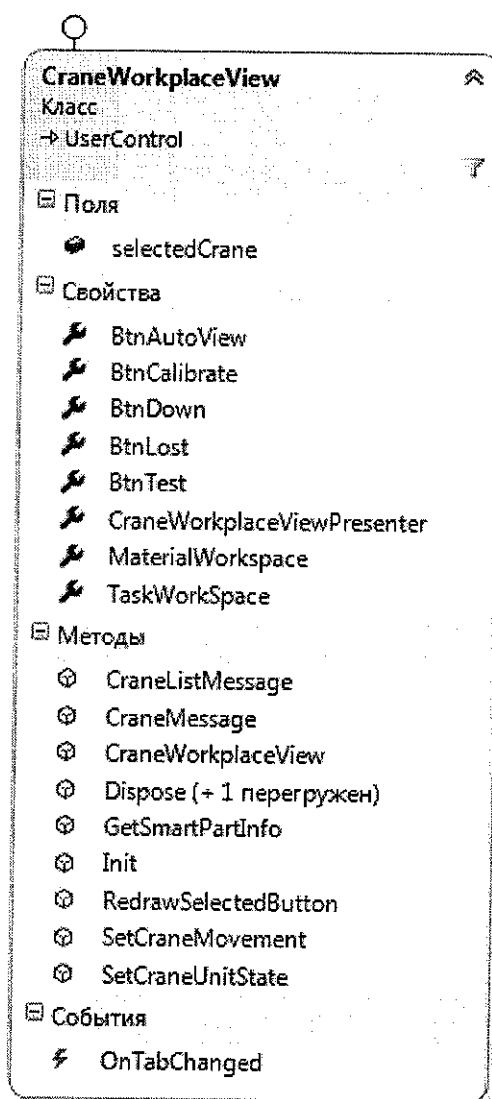 CraneWorkplaceView
Класс
UserControl
Поля
selectedCrane
Свойства
BtnAutoView
BtnCalibrate
BtnDown
BtnLost
BtnTest
CraneWorkplaceViewPresenter
MaterialWorkspace
TaskWorkSpace
Методы
CraneListMessage
CraneMessage
CraneWorkplaceView
Dispose (+ 1 перегружен)
GetSmartPartInfo
Init
RedrawSelectedButton
SetCraneMovement
SetCraneUnitState
События
OnTabChanged